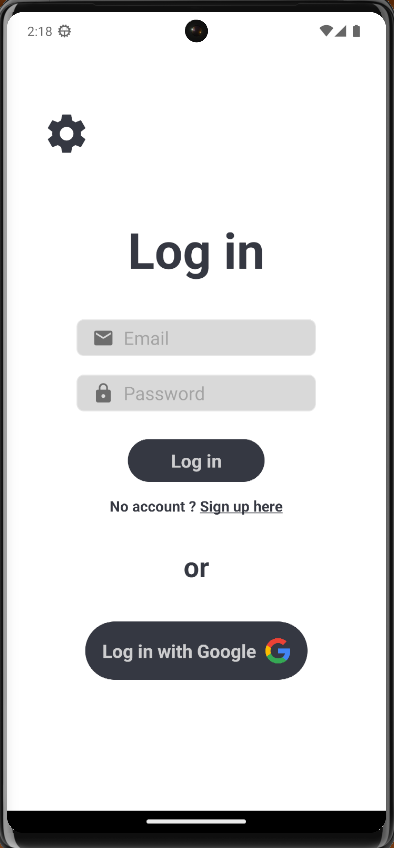 2:18
Log in
Email
Password
Log in
No account ? Sign up here
or
Log in with Google